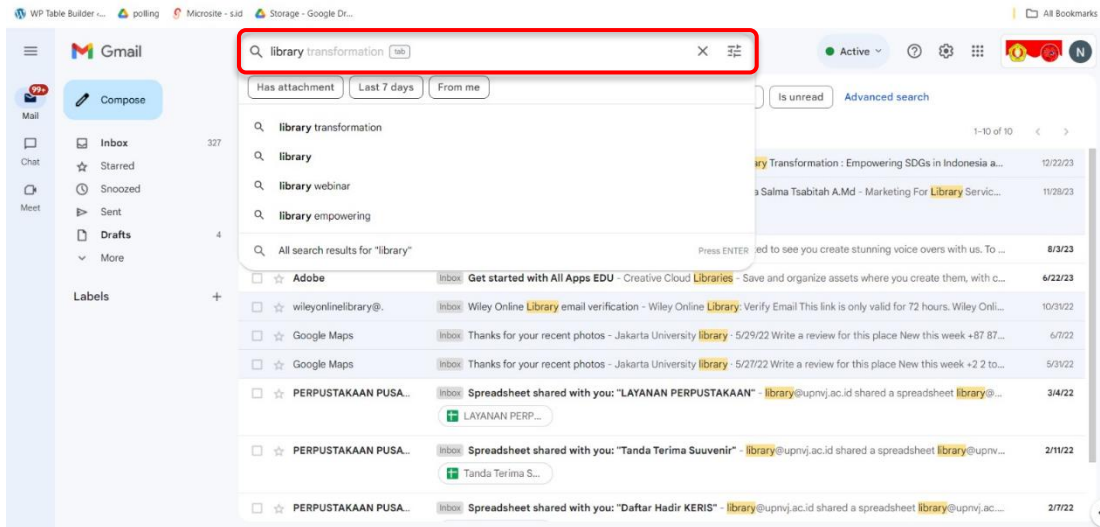 WP Table Builder ‹... polling Microsite - s.id Storage - Google Dr... All Bookmarks
Gmail library transformation tab Active N
99+
Mail
Compose
Has attachment Last 7 days From me Is unread Advanced search
1–10 of 10
Chat
Meet
Inbox 327
Starred
Snoozed
Sent
Drafts 4
More
Labels +
library transformation
library
library webinar
library empowering
All search results for "library" Press ENTER
ary Transformation : Empowering SDGs in Indonesia a... 12/22/23
a Salma Tsabitah A.Md - Marketing For Library Servic... 11/28/23
ed to see you create stunning voice overs with us. To ... 8/3/23
Adobe Inbox Get started with All Apps EDU - Creative Cloud Libraries - Save and organize assets where you create them, with c... 6/22/23
wileyonlinelibrary@. Inbox Wiley Online Library email verification - Wiley Online Library: Verify Email This link is only valid for 72 hours. Wiley Onli... 10/31/22
Google Maps Inbox Thanks for your recent photos - Jakarta University library · 5/29/22 Write a review for this place New this week +87 87... 6/7/22
Google Maps Inbox Thanks for your recent photos - Jakarta University library · 5/27/22 Write a review for this place New this week +2 2 to... 5/31/22
PERPUSTAKAAN PUSA... Inbox Spreadsheet shared with you: "LAYANAN PERPUSTAKAAN" - library@upnvj.ac.id shared a spreadsheet library@... 3/4/22
LAYANAN PERP...
PERPUSTAKAAN PUSA... Inbox Spreadsheet shared with you: "Tanda Terima Suuvenir" - library@upnvj.ac.id shared a spreadsheet library@upnv... 2/11/22
Tanda Terima S...
PERPUSTAKAAN PUSA... Inbox Spreadsheet shared with you: "Daftar Hadir KERIS" - library@upnvj.ac.id shared a spreadsheet library@upnvj.ac.... 2/7/22